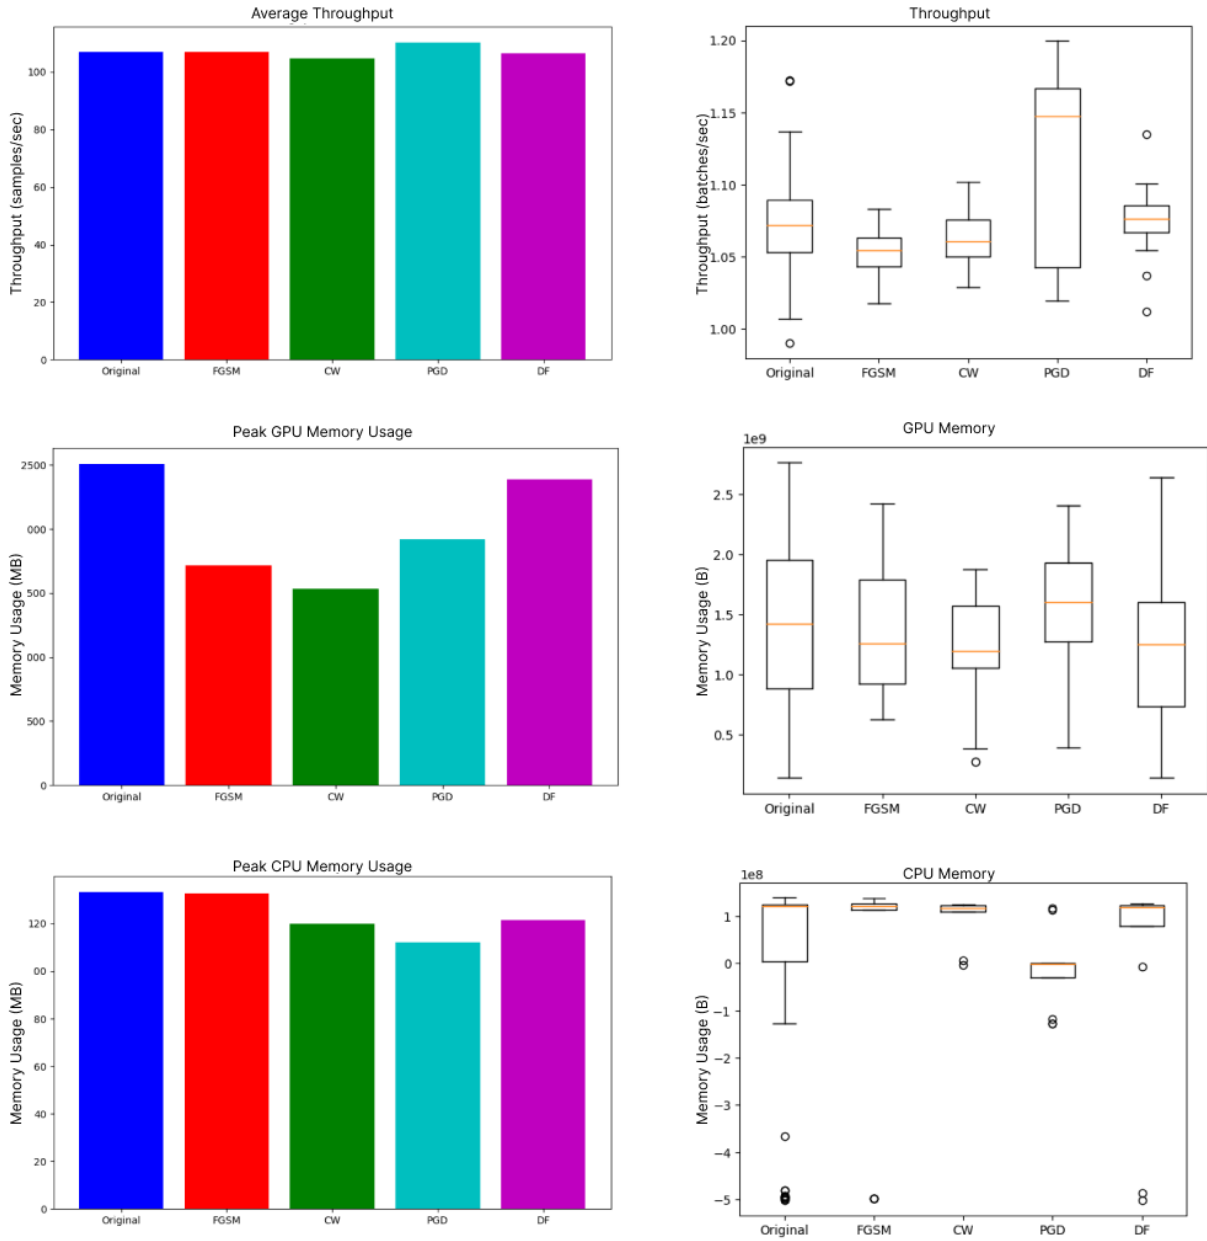 Average Throughput
Throughput (samples/sec)
100
80
60
40
20
0
Original FGSM CW PGD DF
Throughput
Throughput (batches/sec)
1.20
1.15
1.10
1.05
1.00
Original FGSM CW PGD DF
Peak GPU Memory Usage
Memory Usage (MB)
2500
000
500
000
500
0
Original FGSM CW PGD DF
GPU Memory
1e9
Memory Usage (B)
2.5
2.0
1.5
1.0
0.5
Original FGSM CW PGD DF
Peak CPU Memory Usage
Memory Usage (MB)
120
00
80
60
40
20
0
Original FGSM CW PGD DF
CPU Memory
1e8
Memory Usage (B)
1
0
−1
−2
−3
−4
−5
Original FGSM CW PGD DF